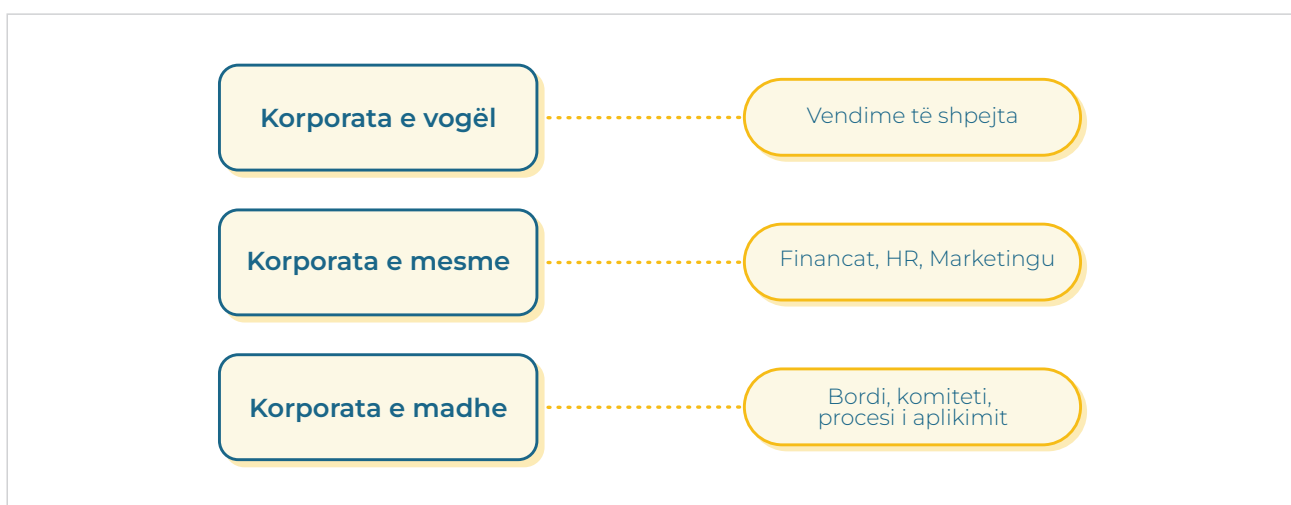 Korporata e vogël
Vendime të shpejta
Korporata e mesme
Financat, HR, Marketingu
Korporata e madhe
Bordi, komiteti,
procesi i aplikimit